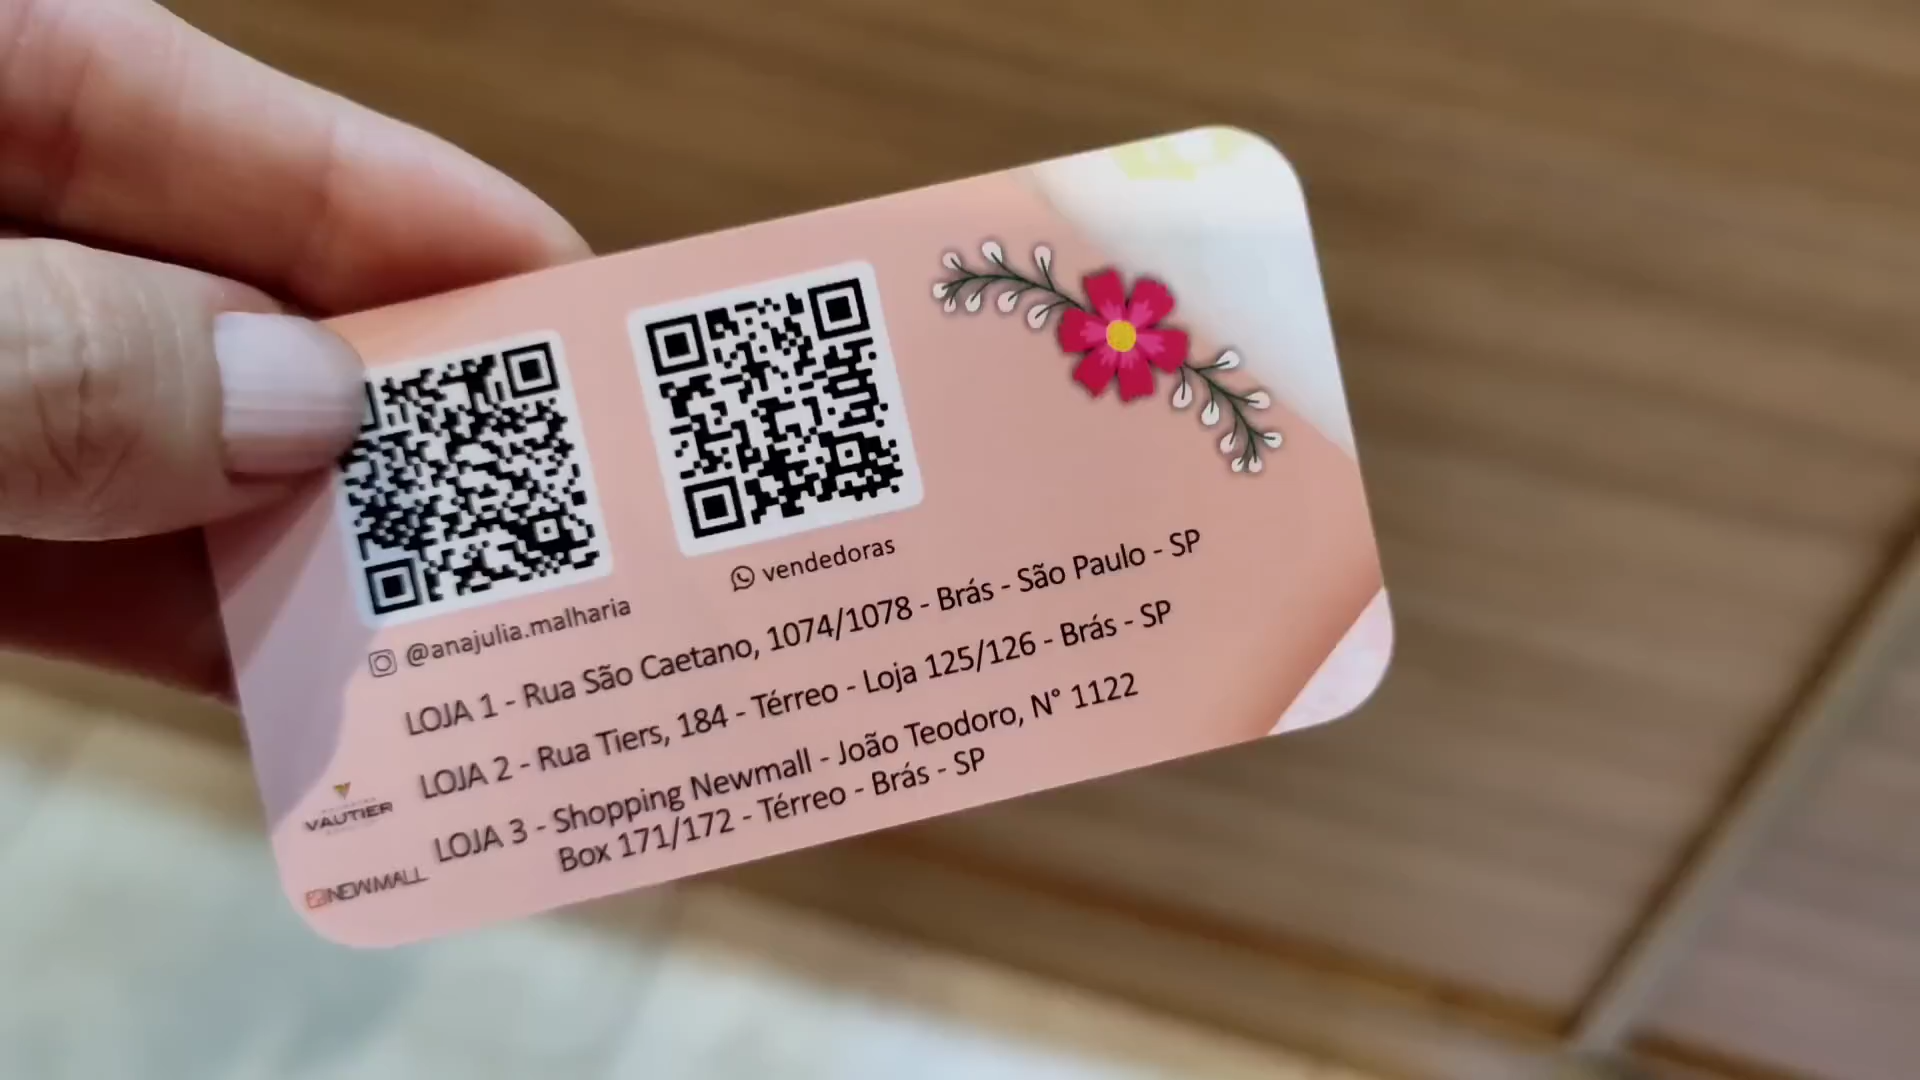 @anajulia.malharia
vendedoras
LOJA 1 - Rua São Caetano, 1074/1078 - Brás - São Paulo - SP
LOJA 2 - Rua Tiers, 184 - Térreo - Loja 125/126 - Brás - SP
LOJA 3 - Shopping Newmall - João Teodoro, N° 1122
Box 171/172 - Térreo - Brás - SP
VAUTIER
NEWMALL